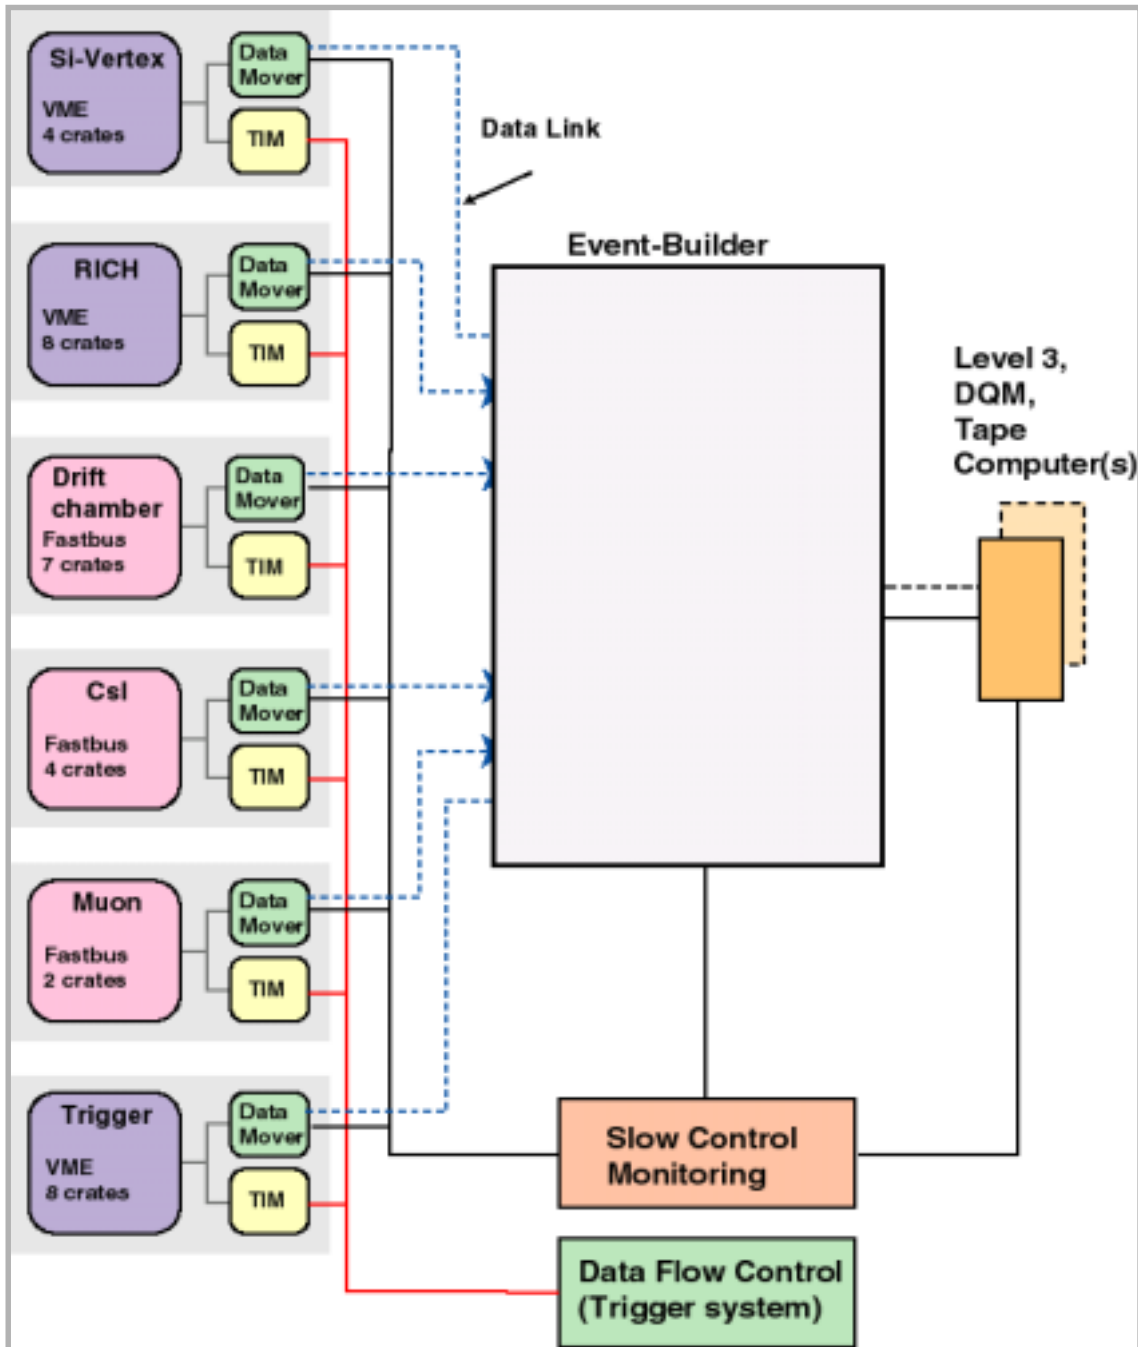 Si-Vertex
VME
4 crates
Data
Mover
TIM
Data Link
RICH
VME
8 crates
Data
Mover
TIM
Event-Builder
Level 3,
DQM,
Tape
Computer(s)
Drift
chamber
Fastbus
7 crates
Data
Mover
TIM
CsI
Fastbus
4 crates
Data
Mover
TIM
Muon
Fastbus
2 crates
Data
Mover
TIM
Trigger
VME
8 crates
Data
Mover
TIM
Slow Control
Monitoring
Data Flow Control
(Trigger system)